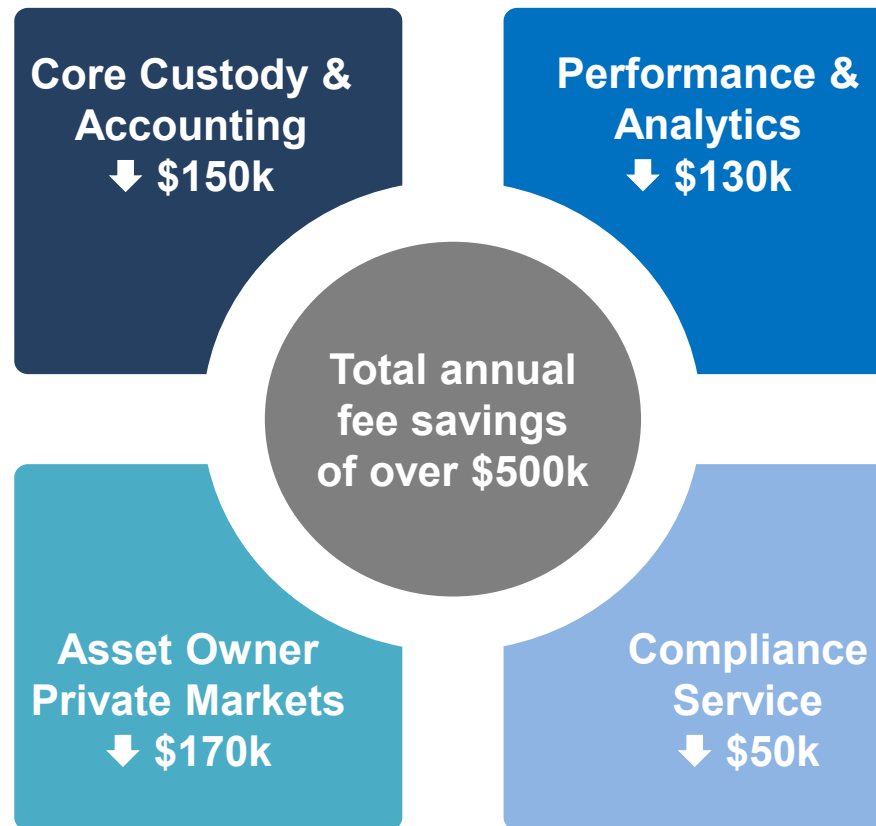 Core Custody &
Accounting
⬇ $150k
Performance &
Analytics
⬇ $130k
Total annual
fee savings
of over $500k
Asset Owner
Private Markets
⬇ $170k
Compliance
Service
⬇ $50k